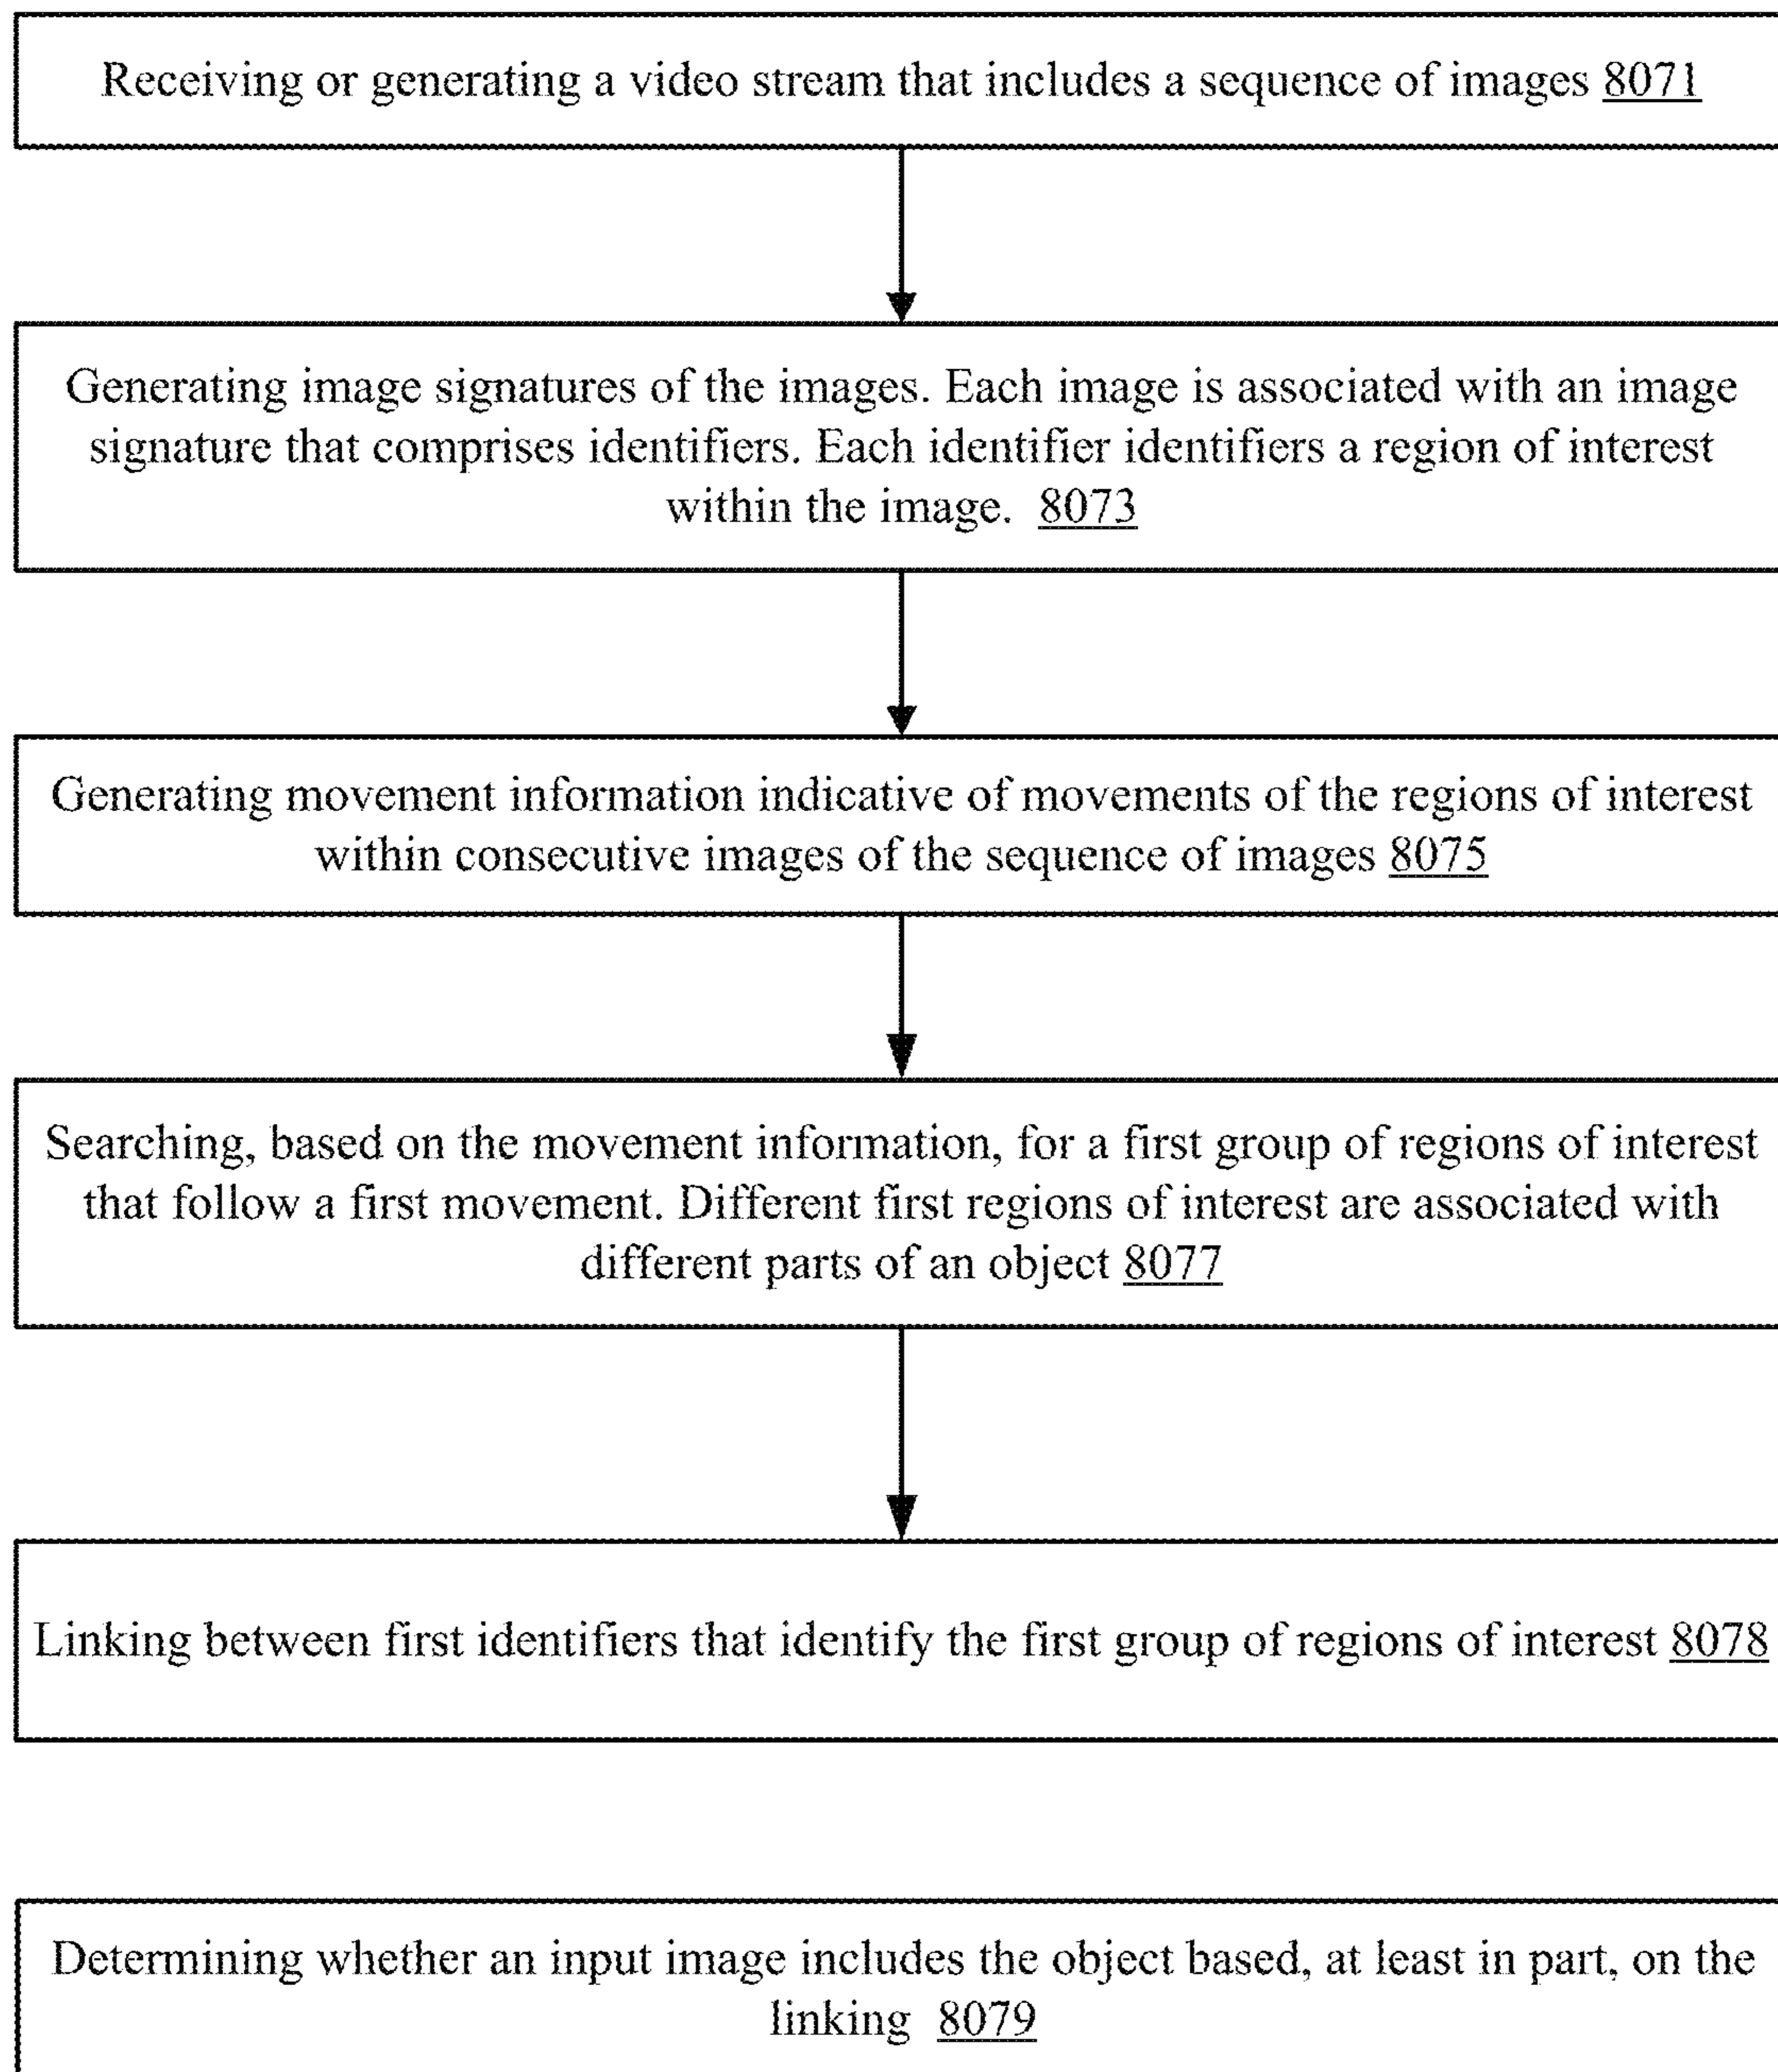 Receiving or generating a video stream that includes a sequence of images 8071
Generating image signatures of the images. Each image is associated with an image
signature that comprises identifiers. Each identifier identifiers a region of interest
within the image. 8073
Generating movement information indicative of movements of the regions of interest
within consecutive images of the sequence of images 8075
Searching, based on the movement information, for a first group of regions of interest
that follow a first movement. Different first regions of interest are associated with
different parts of an object 8077
Linking between first identifiers that identify the first group of regions of interest 8078
Determining whether an input image includes the object based, at least in part, on the
linking 8079